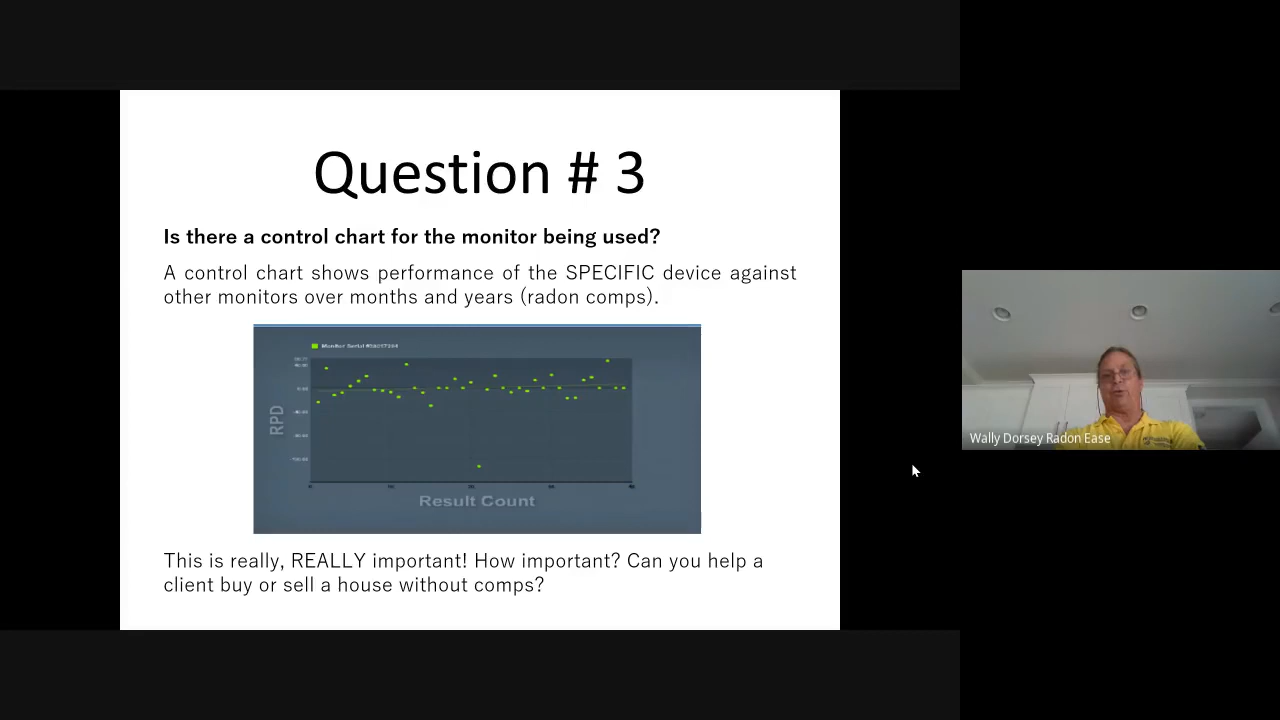 Question # 3
Is there a control chart for the monitor being used?
A control chart shows performance of the SPECIFIC device against
other monitors over months and years (radon comps).
RPD
Result Count
This is really, REALLY important! How important? Can you help a
client buy or sell a house without comps?
Wally Dorsey Radon Ease